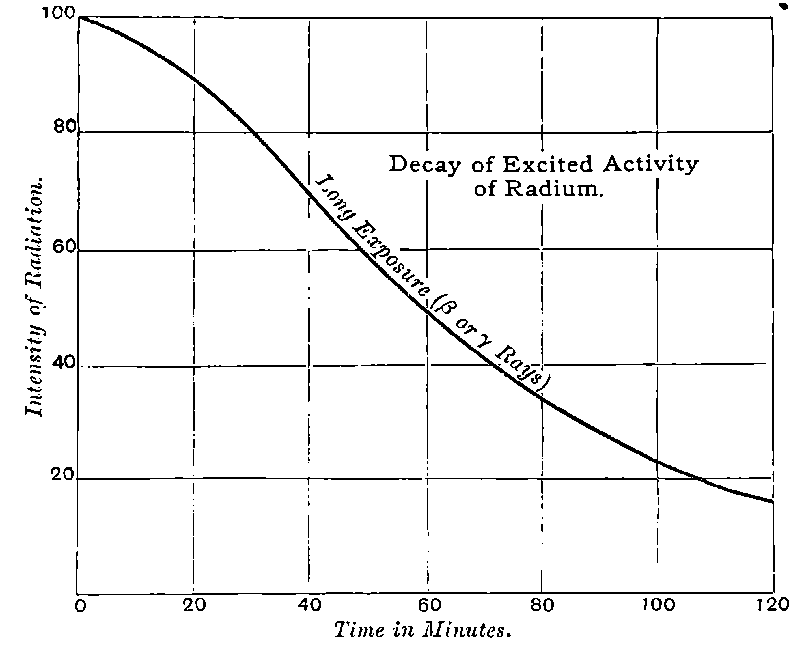 100
80
60
40
20
Intensity of Radiation.
Decay of Excited Activity
of Radium.
Long Exposure (β or γ Rays)
0 20 40 60 80 100 120
Time in Minutes.